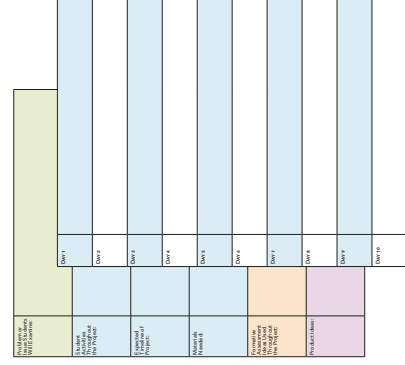 Problem or
Issue Students
Will Examine:
Student
Activities
Throughout
the Project:
Expected
Timeline of
Project:
Materials
Needed:
Formative
Assessment
Ideas Used
Throughout
the Project:
Product Ideas:
DAY 1
DAY 2
DAY 3
DAY 4
DAY 5
DAY 6
DAY 7
DAY 8
DAY 9
DAY 10